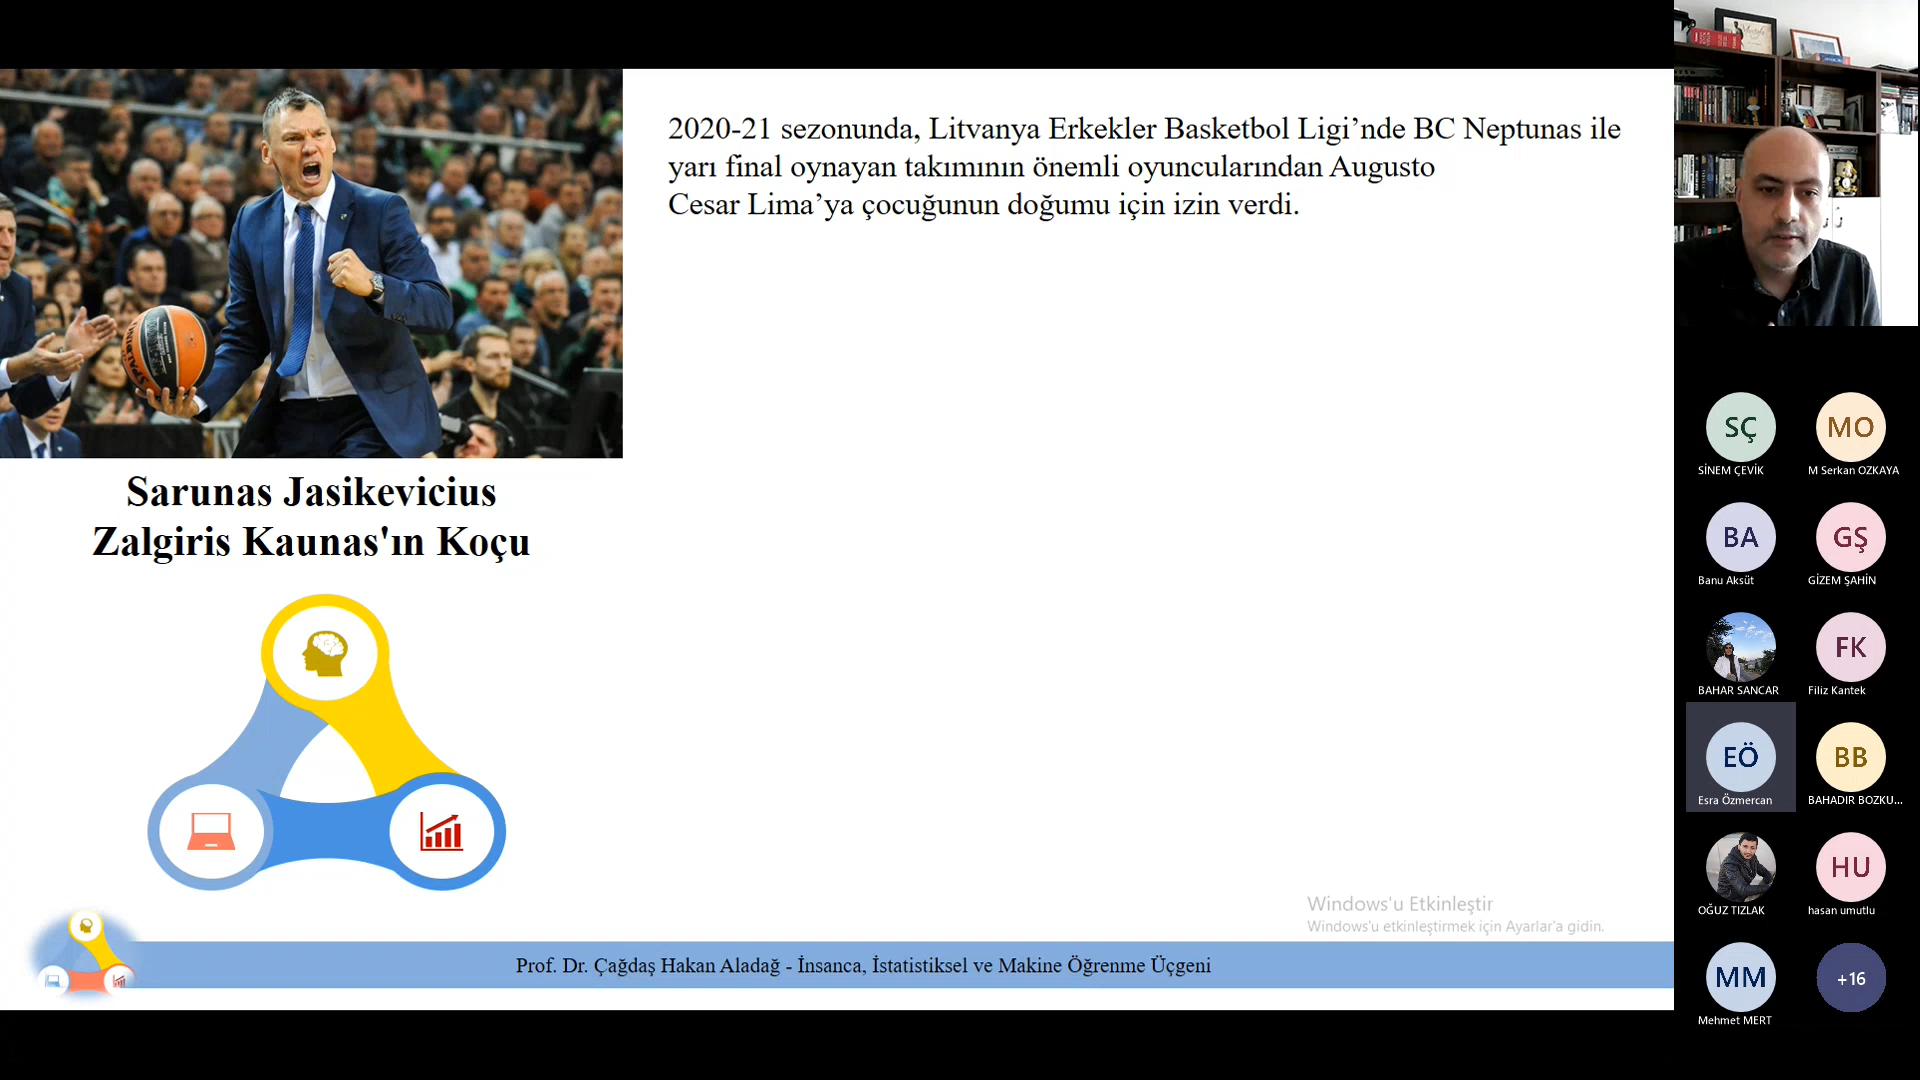 2020-21 sezonunda, Litvanya Erkekler Basketbol Ligi’nde BC Neptunas ile
yarı final oynayan takımının önemli oyuncularından Augusto
Cesar Lima’ya çocuğunun doğumu için izin verdi.
SPALDING
Sarunas Jasikevicius
Zalgiris Kaunas'ın Koçu
Windows'u Etkinleştir
Windows'u etkinleştirmek için Ayarlar'a gidin.
Prof. Dr. Çağdaş Hakan Aladağ - İnsanca, İstatistiksel ve Makine Öğrenme Üçgeni
SÇ
SİNEM ÇEVİK
MO
M Serkan OZKAYA
BA
Banu Aksüt
GŞ
GİZEM ŞAHİN
BAHAR SANCAR
FK
Filiz Kantek
EÖ
Esra Özmercan
BB
BAHADIR BOZKU...
OĞUZ TIZLAK
HU
hasan umutlu
MM
Mehmet MERT
+16